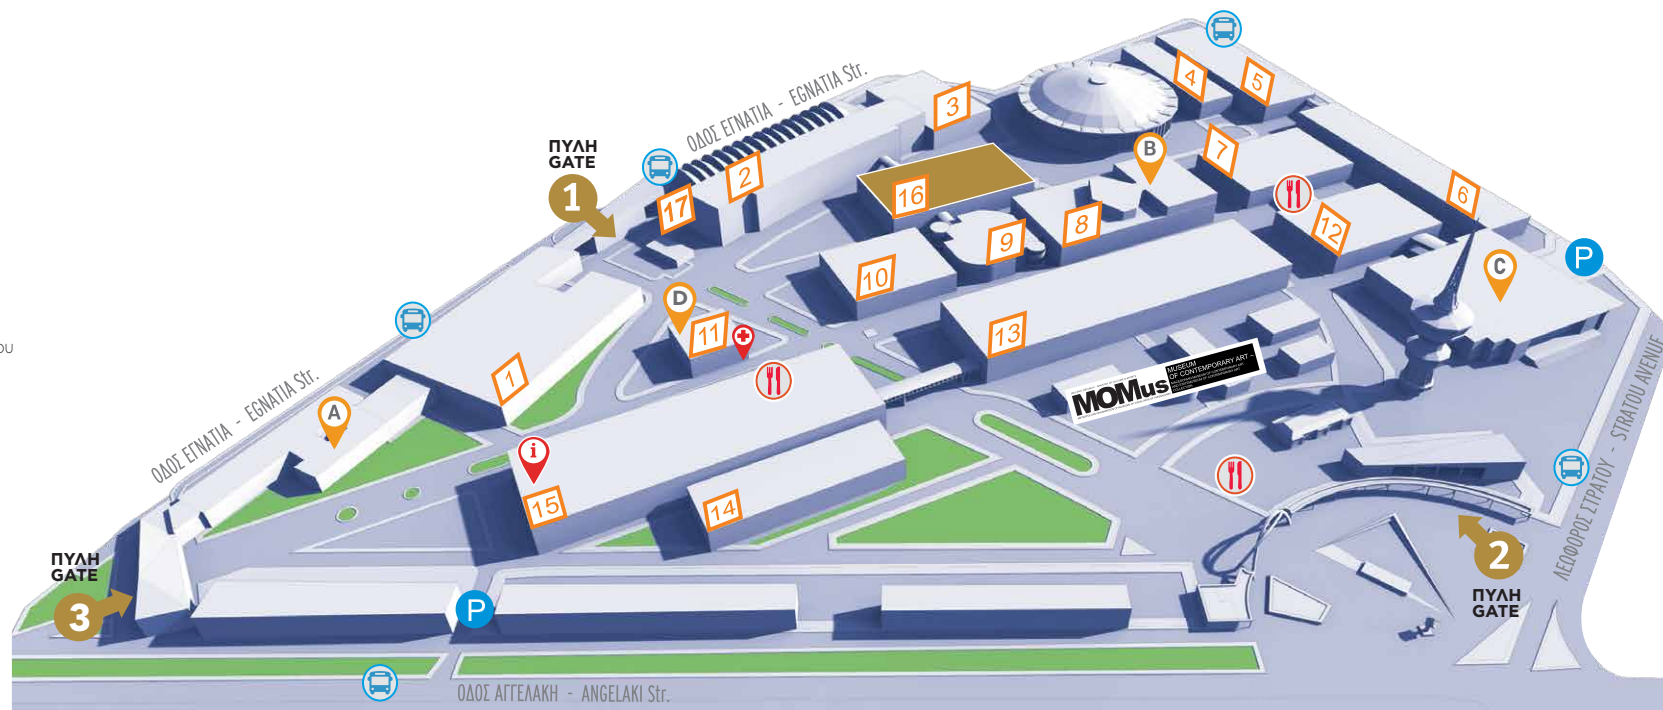 ΟΔΟΣ ΕΓΝΑΤΙΑ - EGNATIA Str.
ΠΥΛΗ
GATE
1
17
2
3
4
5
B
7
6
16
8
9
12
10
C
P
D
11
13
OU
1
MUSEUM
OF CONTEMPORARY ART -
MOMus
ΟΔΟΣ ΕΓΝΑΤΙΑ - EGNATIA Str.
A
i
15
14
ΛΕΩΦΟΡΟΣ ΣΤΡΑΤΟΥ - STRATOU AVENUE
2
ΠΥΛΗ
GATE
ΠΥΛΗ
GATE
3
P
ΟΔΟΣ ΑΓΓΕΛΑΚΗ - ANGELAKI Str.